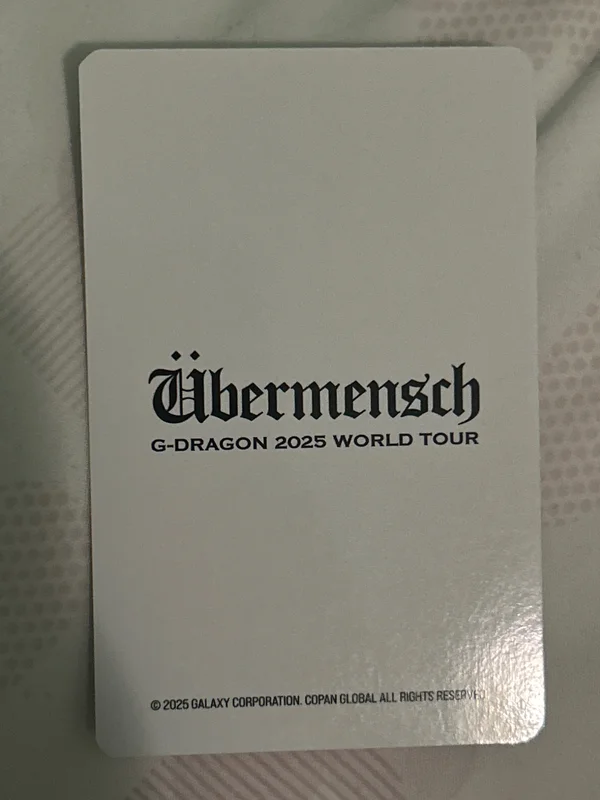 Übermensch
G-DRAGON 2025 WORLD TOUR
© 2025 GALAXY CORPORATION. COPAN GLOBAL ALL RIGHTS RESERVED